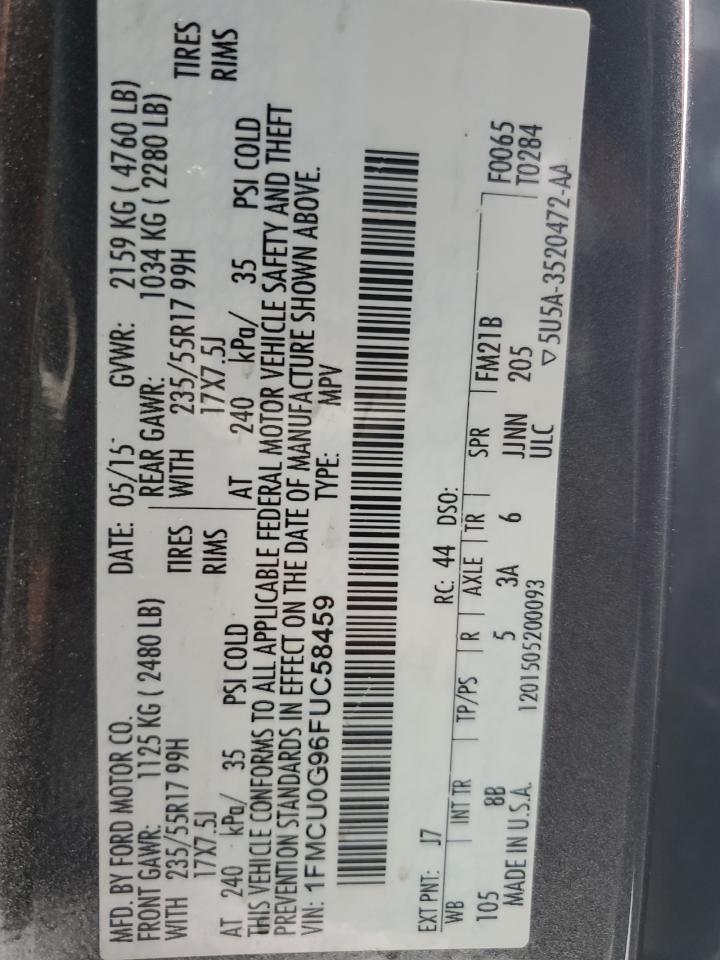 MFD. BY FORD MOTOR CO.
DATE: 05/15 GVWR: 2159 KG ( 4760 LB)
FRONT GAWR: 1125 KG ( 2480 LB)
REAR GAWR: 1034 KG ( 2280 LB)
WITH 235/55R17 99H TIRES
WITH 235/55R17 99H TIRES
17X7.5J RIMS
17X7.5J RIMS
AT 240 kPa/ 35 PSI COLD
AT 240 kPa/ 35 PSI COLD
THIS VEHICLE CONFORMS TO ALL APPLICABLE FEDERAL MOTOR VEHICLE SAFETY AND THEFT
PREVENTION STANDARDS IN EFFECT ON THE DATE OF MANUFACTURE SHOWN ABOVE.
VIN: 1FMCU0G96FUC58459 TYPE: MPV
EXT PNT: J7 RC: 44 DSO:
WB | INT TR | TP/PS | R | AXLE | TR | SPR | FM21B F0065
105 8B 5 3A 6 JJNN 205 T0284
MADE IN U.S.A. 1201505200093 ULC ▽5U5A-3520472-AA